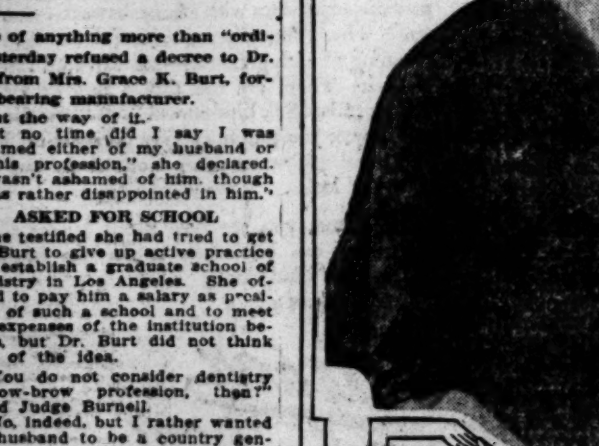 of anything more than "ordi-
sterday refused a decree to Dr.
from Mrs. Grace K. Burt, for-
bearing manufacturer.
t the way of it.
t no time did I say I was
med either of my husband or
his profession," she declared.
asn't ashamed of him, though
s rather disappointed in him."
ASKED FOR SCHOOL
e testified she had tried to get
Burt to give up active practice
establish a graduate school of
istry in Los Angeles. She of-
d to pay him a salary as presi-
of such a school and to meet
expenses of the institution be-
, but Dr. Burt did not think
of the idea.
You do not consider dentistry
ow-brow profession, then?"
d Judge Burnell.
No, indeed, but I rather wanted
husband to be a country gen-